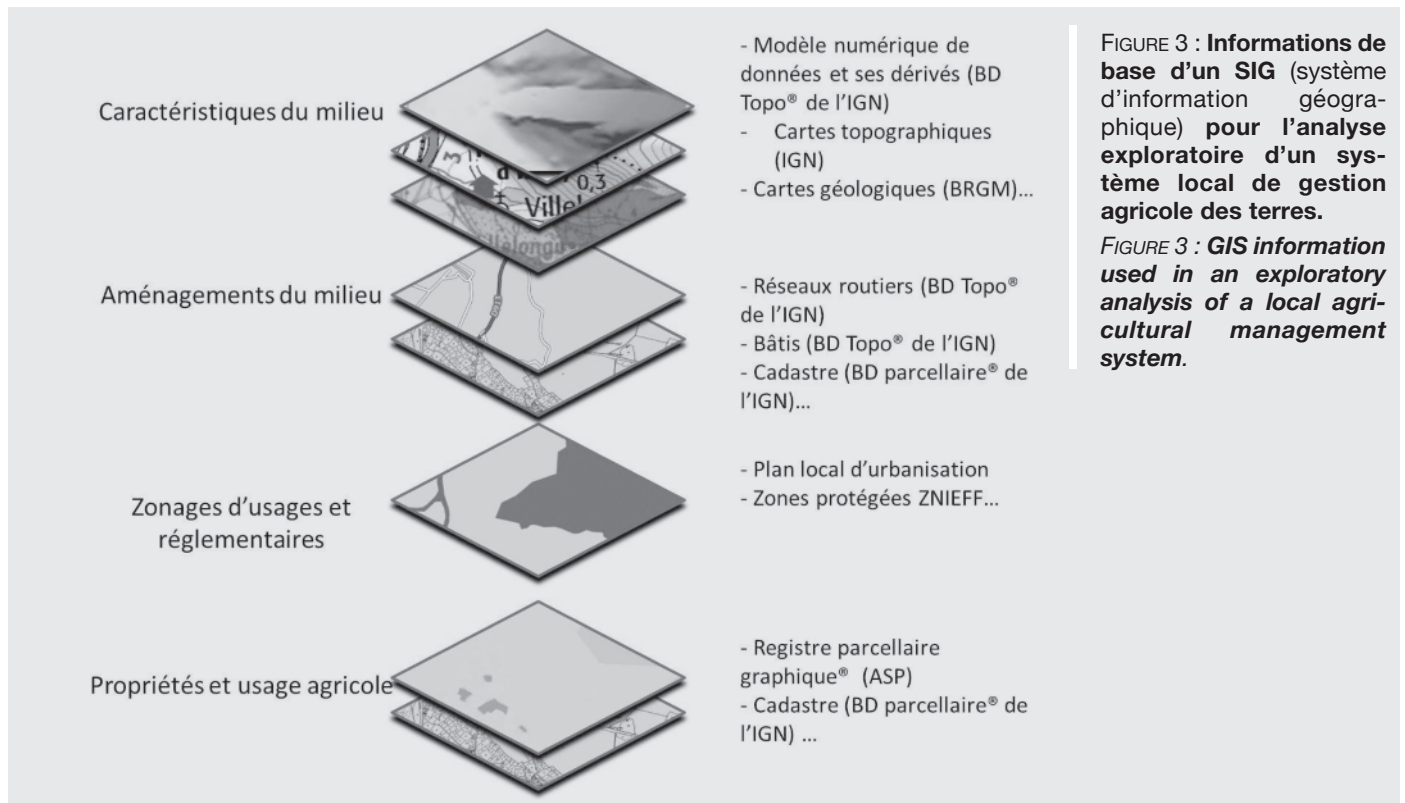 Caractéristiques du milieu
- Modèle numérique de
données et ses dérivés (BD
Topo® de l'IGN)
- Cartes topographiques
(IGN)
- Cartes géologiques (BRGM)...
0,3
Ville
Aménagements du milieu
- Réseaux routiers (BD Topo®
de l'IGN)
- Bâtis (BD Topo® de l'IGN)
- Cadastre (BD parcellaire® de
l'IGN)...
Zonages d'usages et
réglementaires
- Plan local d'urbanisation
- Zones protégées ZNIEFF...
Propriétés et usage agricole
- Registre parcellaire
graphique® (ASP)
- Cadastre (BD parcellaire® de
l'IGN) ...
FIGURE 3 : Informations de
base d'un SIG (système
d'information géogra-
phique) pour l'analyse
exploratoire d'un sys-
tème local de gestion
agricole des terres.
FIGURE 3 : GIS information
used in an exploratory
analysis of a local agri-
cultural management
system.